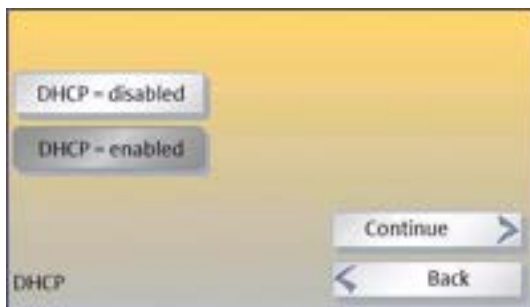 DHCP = disabled
DHCP = enabled
Continue
Back
DHCP